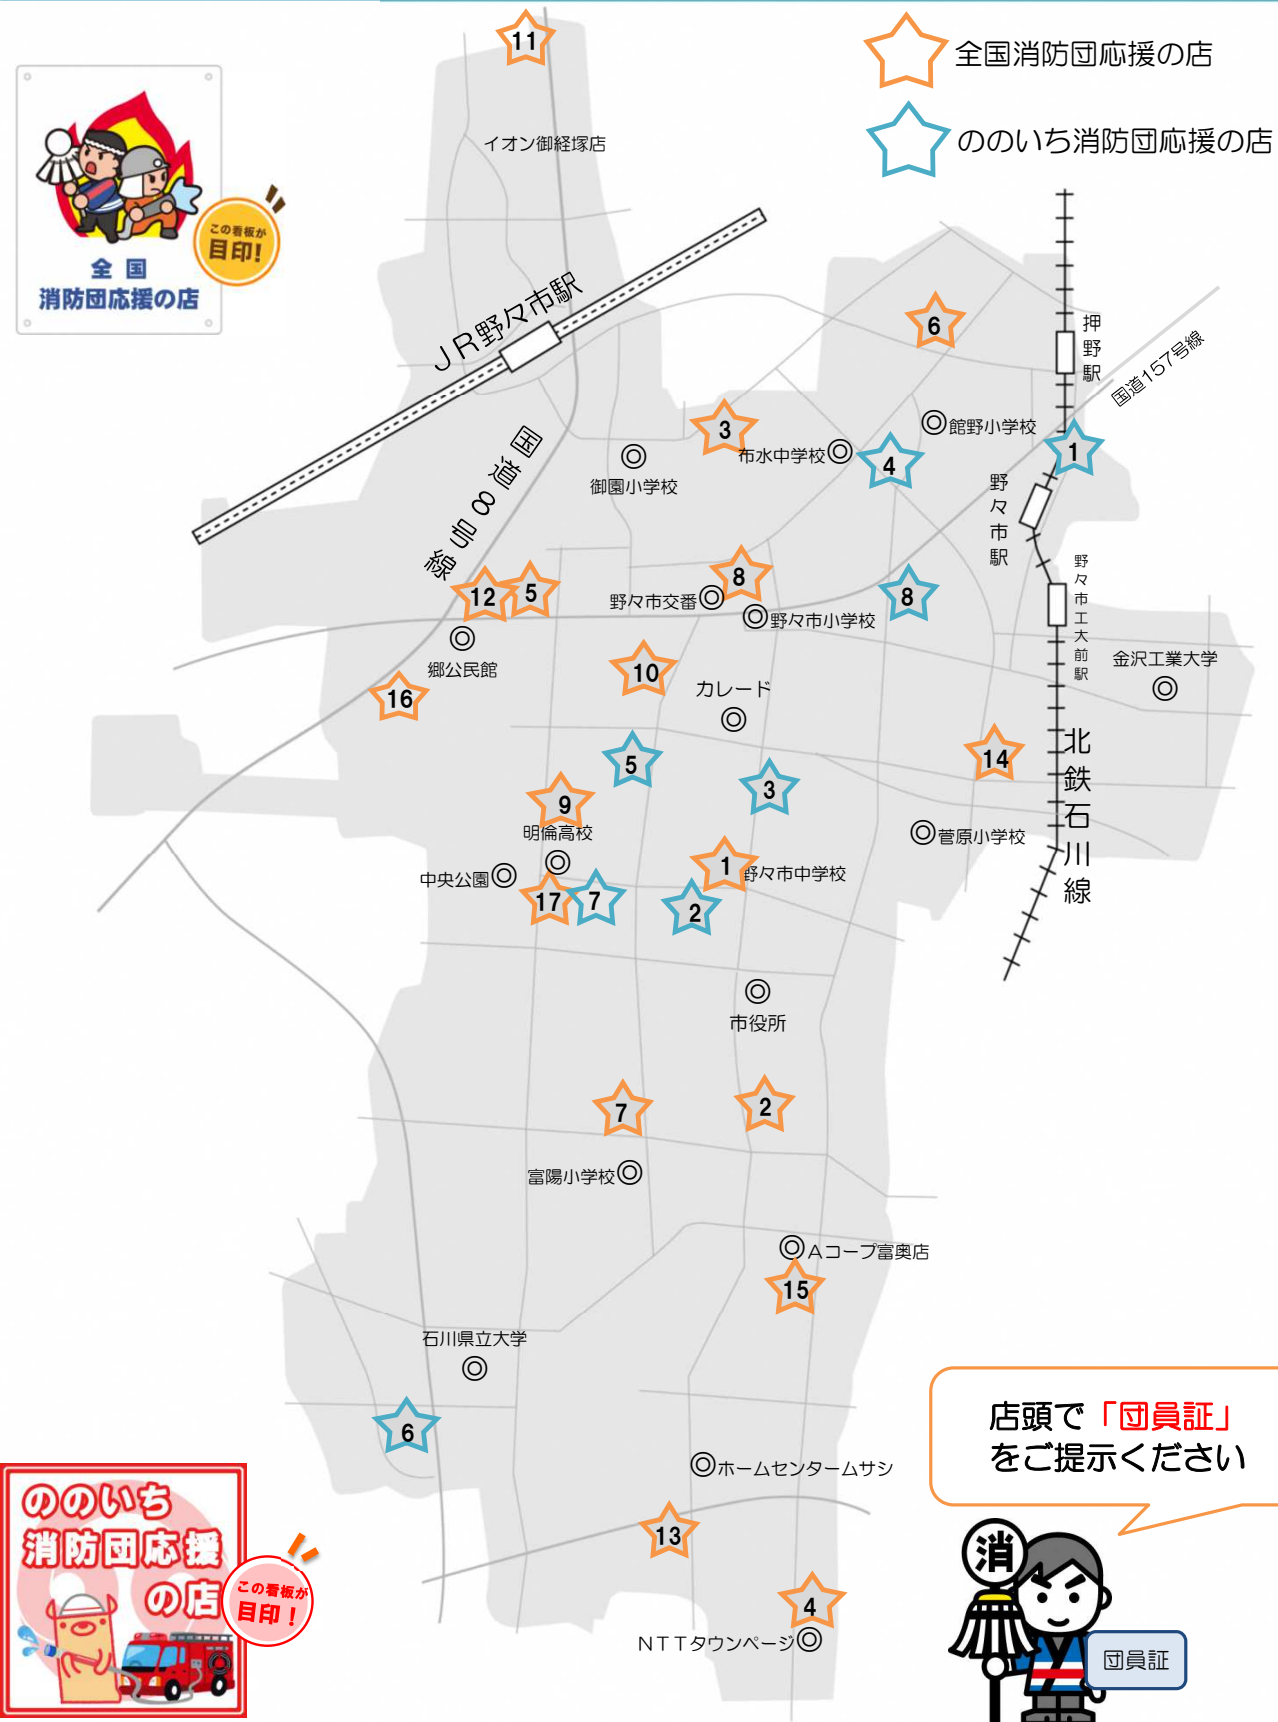 11
全国消防団応援の店
ののいち消防団応援の店
イオン御経塚店
この看板が
目印!
全国
消防団応援の店
JR野々市駅
6
押野駅
国道157号線
3
館野小学校
布水中学校
4
1
御園小学校
国道8号線
野々市駅
12
5
8
野々市交番
野々市小学校
8
野々市工大前駅
郷公民館
10
金沢工業大学
16
カレード
5
3
14
北鉄石川線
9
明倫高校
菅原小学校
中央公園
1
野々市中学校
17
7
2
市役所
7
2
富陽小学校
Aコープ富奥店
15
石川県立大学
6
店頭で「団員証」
をご提示ください
ホームセンタームサシ
ののいち
消防団応援
の店
この看板が
目印!
13
消
4
NTTタウンページ
団員証